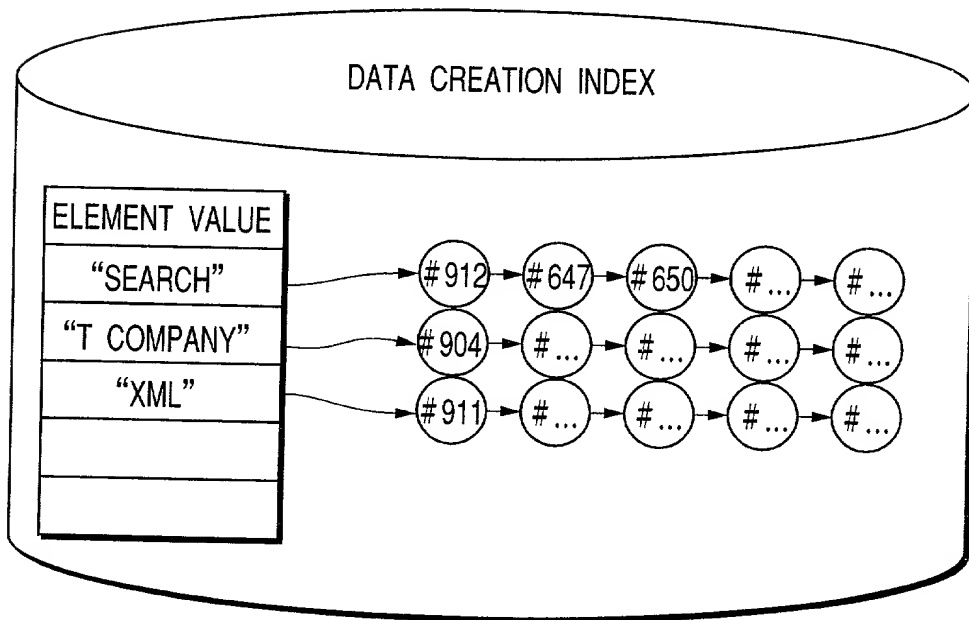 DATA CREATION INDEX
ELEMENT VALUE
“SEARCH” #912 #647 #650 #... #...
“T COMPANY” #904 #... #... #... #...
“XML” #911 #... #... #... #...